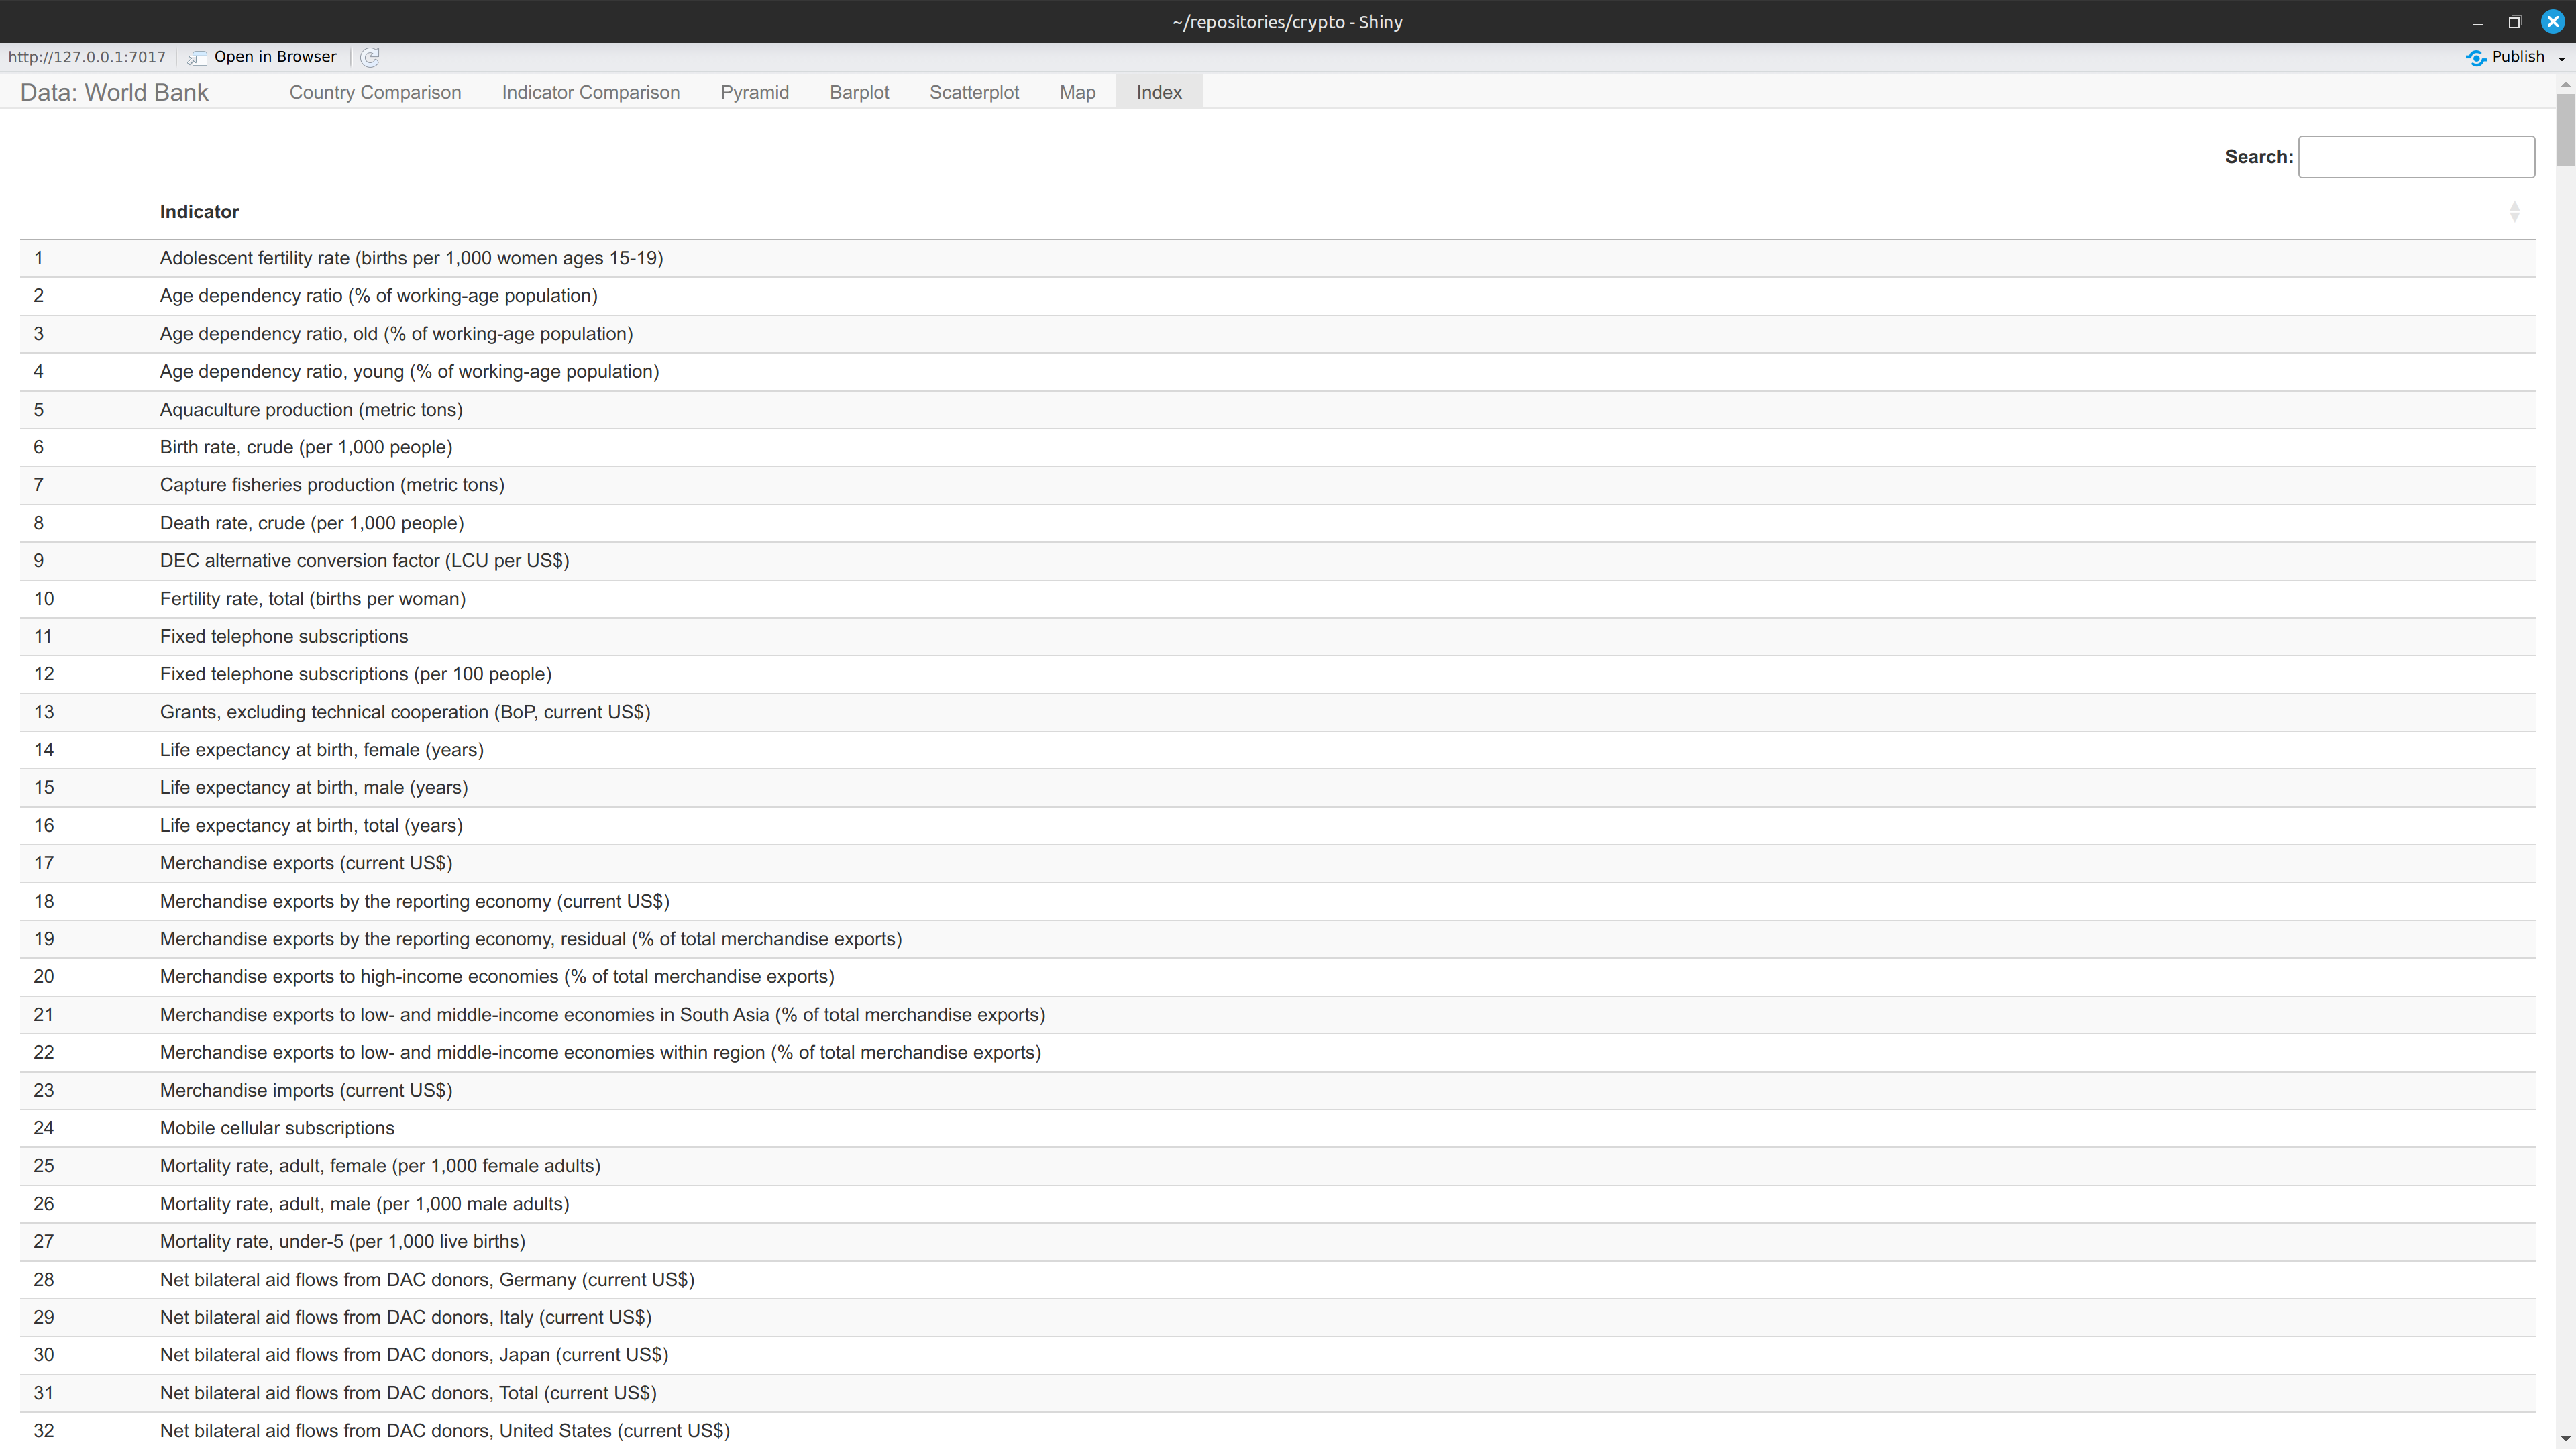 ~/repositories/crypto - Shiny
http://127.0.0.1:7017 Open in Browser Publish
Data: World Bank Country Comparison Indicator Comparison Pyramid Barplot Scatterplot Map Index
Search:
Indicator
1 Adolescent fertility rate (births per 1,000 women ages 15-19)
2 Age dependency ratio (% of working-age population)
3 Age dependency ratio, old (% of working-age population)
4 Age dependency ratio, young (% of working-age population)
5 Aquaculture production (metric tons)
6 Birth rate, crude (per 1,000 people)
7 Capture fisheries production (metric tons)
8 Death rate, crude (per 1,000 people)
9 DEC alternative conversion factor (LCU per US$)
10 Fertility rate, total (births per woman)
11 Fixed telephone subscriptions
12 Fixed telephone subscriptions (per 100 people)
13 Grants, excluding technical cooperation (BoP, current US$)
14 Life expectancy at birth, female (years)
15 Life expectancy at birth, male (years)
16 Life expectancy at birth, total (years)
17 Merchandise exports (current US$)
18 Merchandise exports by the reporting economy (current US$)
19 Merchandise exports by the reporting economy, residual (% of total merchandise exports)
20 Merchandise exports to high-income economies (% of total merchandise exports)
21 Merchandise exports to low- and middle-income economies in South Asia (% of total merchandise exports)
22 Merchandise exports to low- and middle-income economies within region (% of total merchandise exports)
23 Merchandise imports (current US$)
24 Mobile cellular subscriptions
25 Mortality rate, adult, female (per 1,000 female adults)
26 Mortality rate, adult, male (per 1,000 male adults)
27 Mortality rate, under-5 (per 1,000 live births)
28 Net bilateral aid flows from DAC donors, Germany (current US$)
29 Net bilateral aid flows from DAC donors, Italy (current US$)
30 Net bilateral aid flows from DAC donors, Japan (current US$)
31 Net bilateral aid flows from DAC donors, Total (current US$)
32 Net bilateral aid flows from DAC donors, United States (current US$)